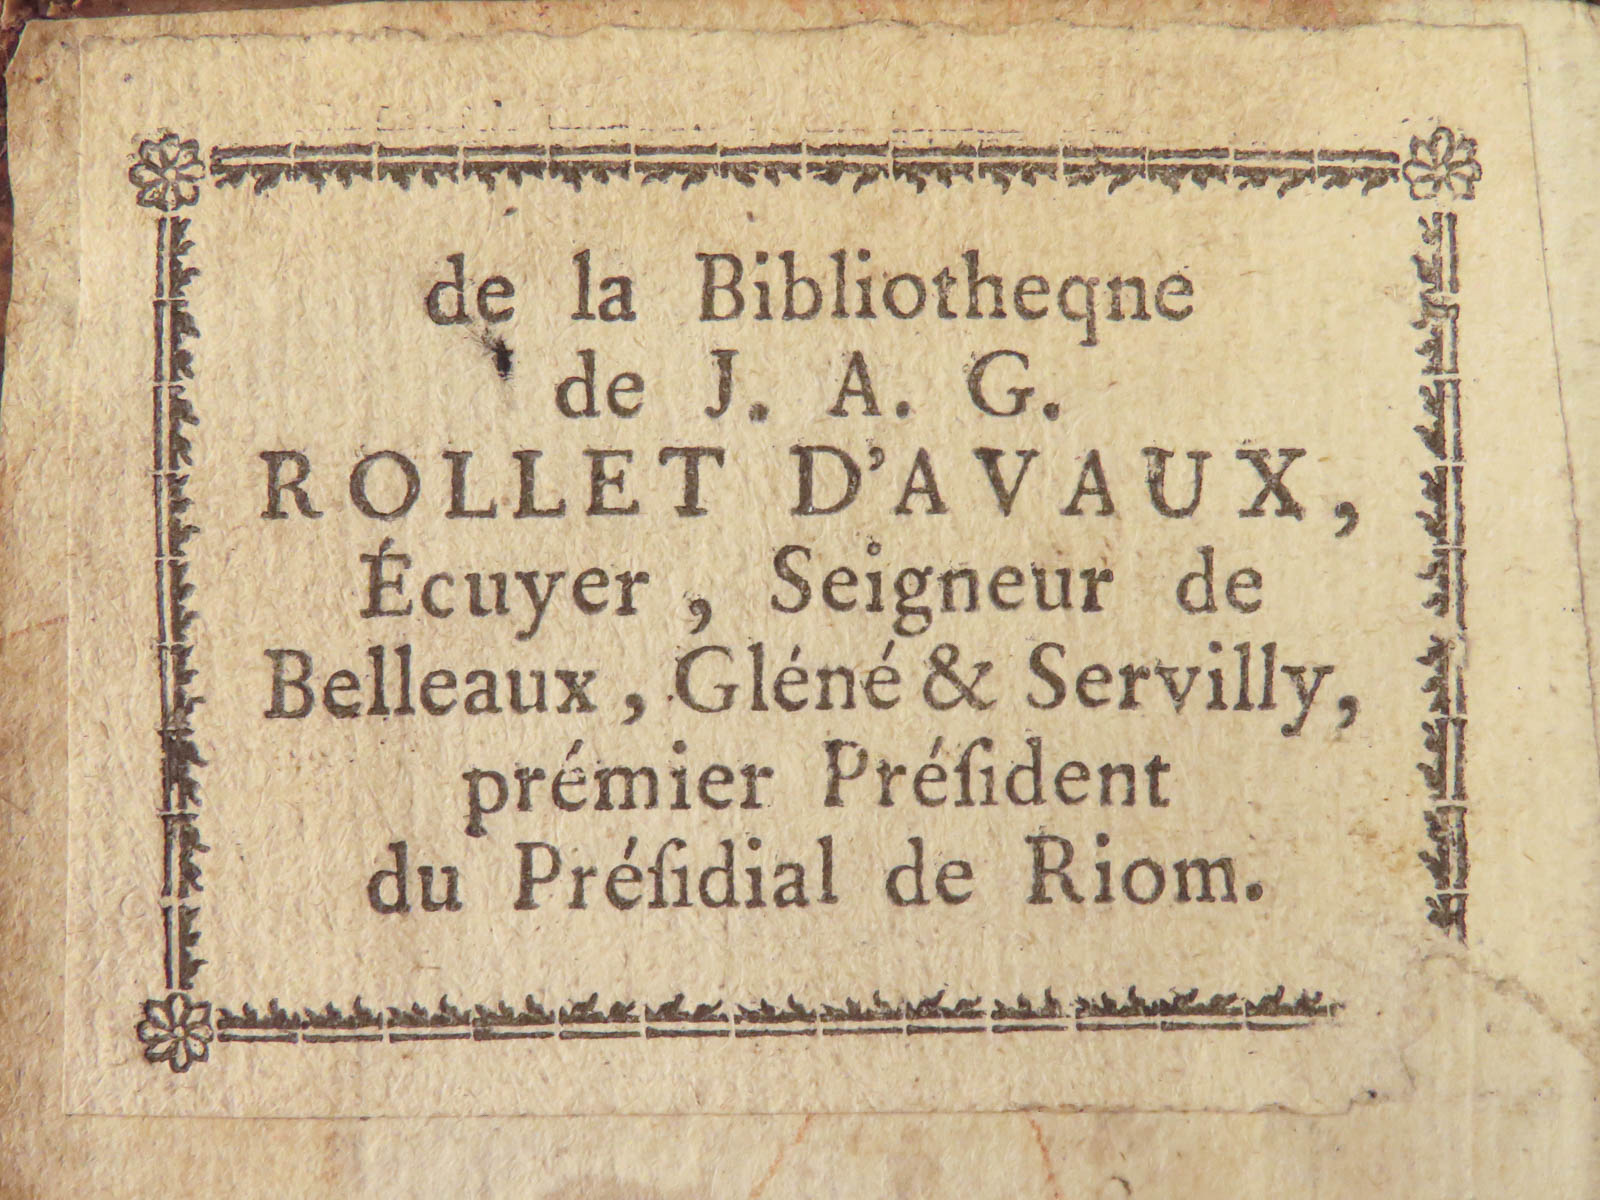 de la Bibliotheqne
de J. A. G.
ROLLET D'AVAUX,
Écuyer, Seigneur de
Belleaux, Gléné & Servilly,
prémier Préſident
du Préſidial de Riom.